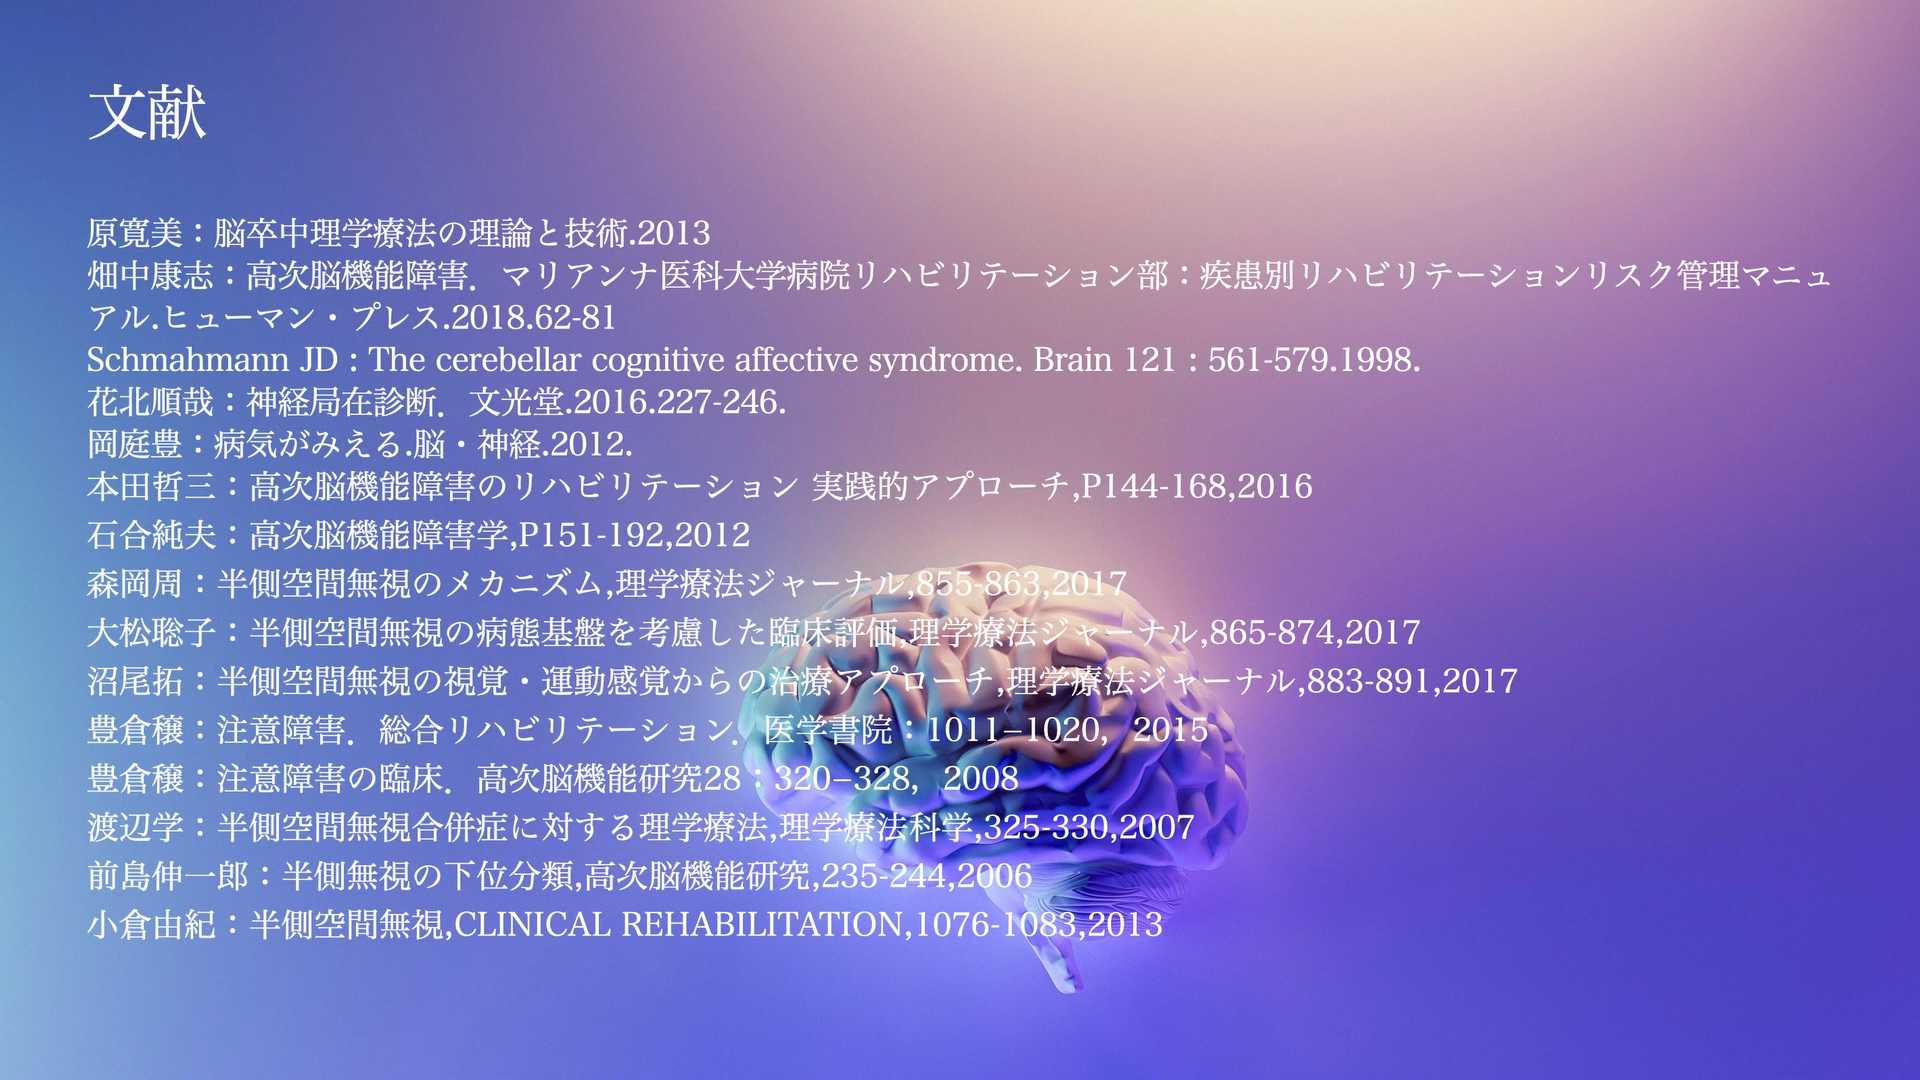 文献
原寛美：脳卒中理学療法の理論と技術.2013
畑中康志：高次脳機能障害．マリアンナ医科大学病院リハビリテーション部：疾患別リハビリテーションリスク管理マニュ
アル.ヒューマン・プレス.2018.62-81
Schmahmann JD : The cerebellar cognitive affective syndrome. Brain 121 : 561-579.1998.
花北順哉：神経局在診断．文光堂.2016.227-246.
岡庭豊：病気がみえる.脳・神経.2012.
本田哲三：高次脳機能障害のリハビリテーション 実践的アプローチ,P144-168,2016
石合純夫：高次脳機能障害学,P151-192,2012
森岡周：半側空間無視のメカニズム,理学療法ジャーナル,855-863,2017
大松聡子：半側空間無視の病態基盤を考慮した臨床評価,理学療法ジャーナル,865-874,2017
沼尾拓：半側空間無視の視覚・運動感覚からの治療アプローチ,理学療法ジャーナル,883-891,2017
豊倉穣：注意障害．総合リハビリテーション．医学書院：1011–1020，2015
豊倉穣：注意障害の臨床．高次脳機能研究28：320–328，2008
渡辺学：半側空間無視合併症に対する理学療法,理学療法科学,325-330,2007
前島伸一郎：半側無視の下位分類,高次脳機能研究,235-244,2006
小倉由紀：半側空間無視,CLINICAL REHABILITATION,1076-1083,2013